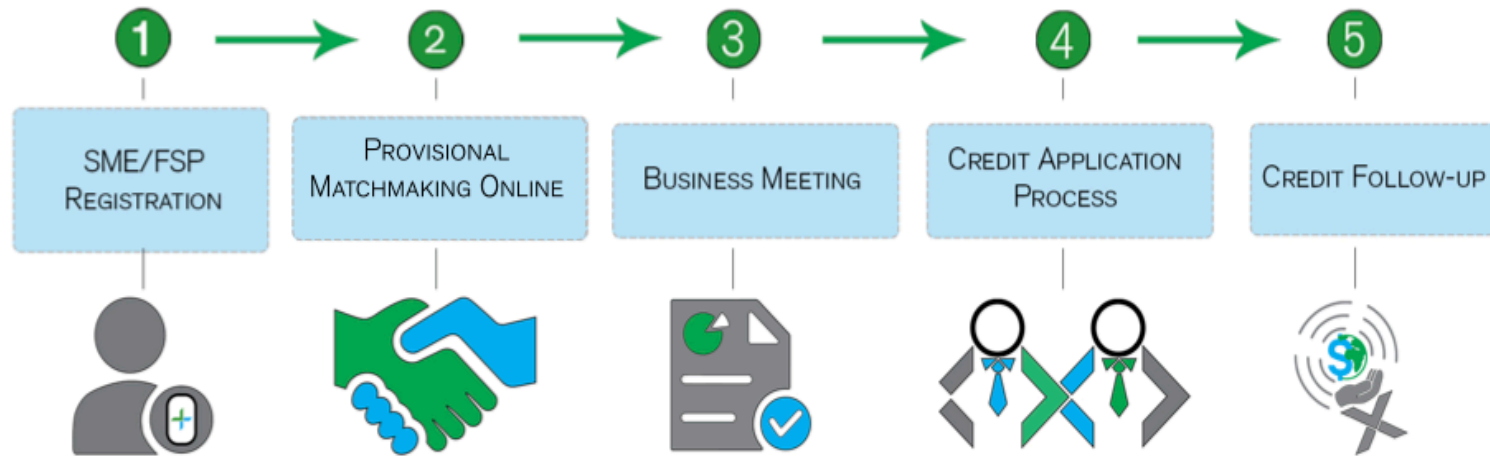 1
2
3
4
5
SME/FSP
REGISTRATION
PROVISIONAL
MATCHMAKING ONLINE
BUSINESS MEETING
CREDIT APPLICATION
PROCESS
CREDIT FOLLOW-UP
$